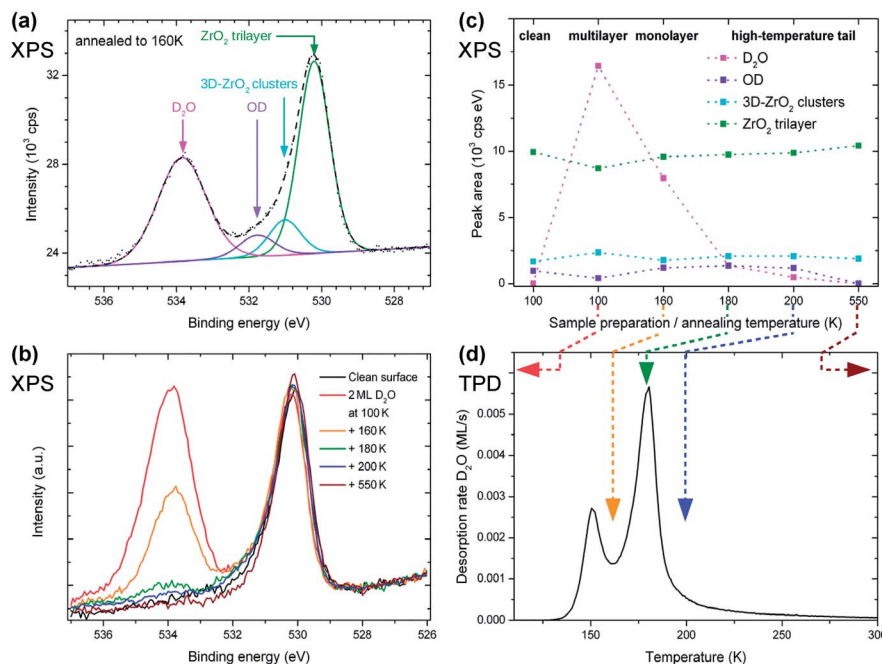 (a)
XPS
annealed to 160K
ZrO₂ trilayer
3D-ZrO₂ clusters
D₂O
OD
Intensity (10³ cps)
32
28
24
536
534
532
530
528
Binding energy (eV)
(b)
XPS
Clean surface
2 ML D₂O
at 100 K
+ 160 K
+ 180 K
+ 200 K
+ 550 K
Intensity (a.u.)
536
534
532
530
528
526
Binding energy (eV)
(c)
XPS
clean
multilayer
monolayer
high-temperature tail
D₂O
OD
3D-ZrO₂ clusters
ZrO₂ trilayer
Peak area (10³ cps eV)
15
10
5
0
100
100
160
180
200
550
Sample preparation / annealing temperature (K)
(d)
TPD
Desorption rate D₂O (ML/s)
0.005
0.004
0.003
0.002
0.001
0.000
150
200
250
300
Temperature (K)